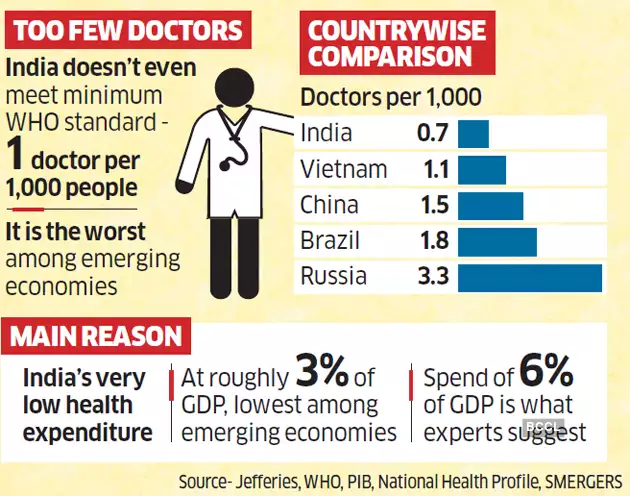 TOO FEW DOCTORS
India doesn't even
meet minimum
WHO standard -
1 doctor per
1,000 people
It is the worst
among emerging
economies
COUNTRYWISE
COMPARISON
Doctors per 1,000
India 0.7
Vietnam 1.1
China 1.5
Brazil 1.8
Russia 3.3
MAIN REASON
India's very
low health
expenditure
At roughly 3% of
GDP, lowest among
emerging economies
Spend of 6%
of GDP is what
experts suggest
BCCL
Source- Jefferies, WHO, PIB, National Health Profile, SMERGERS